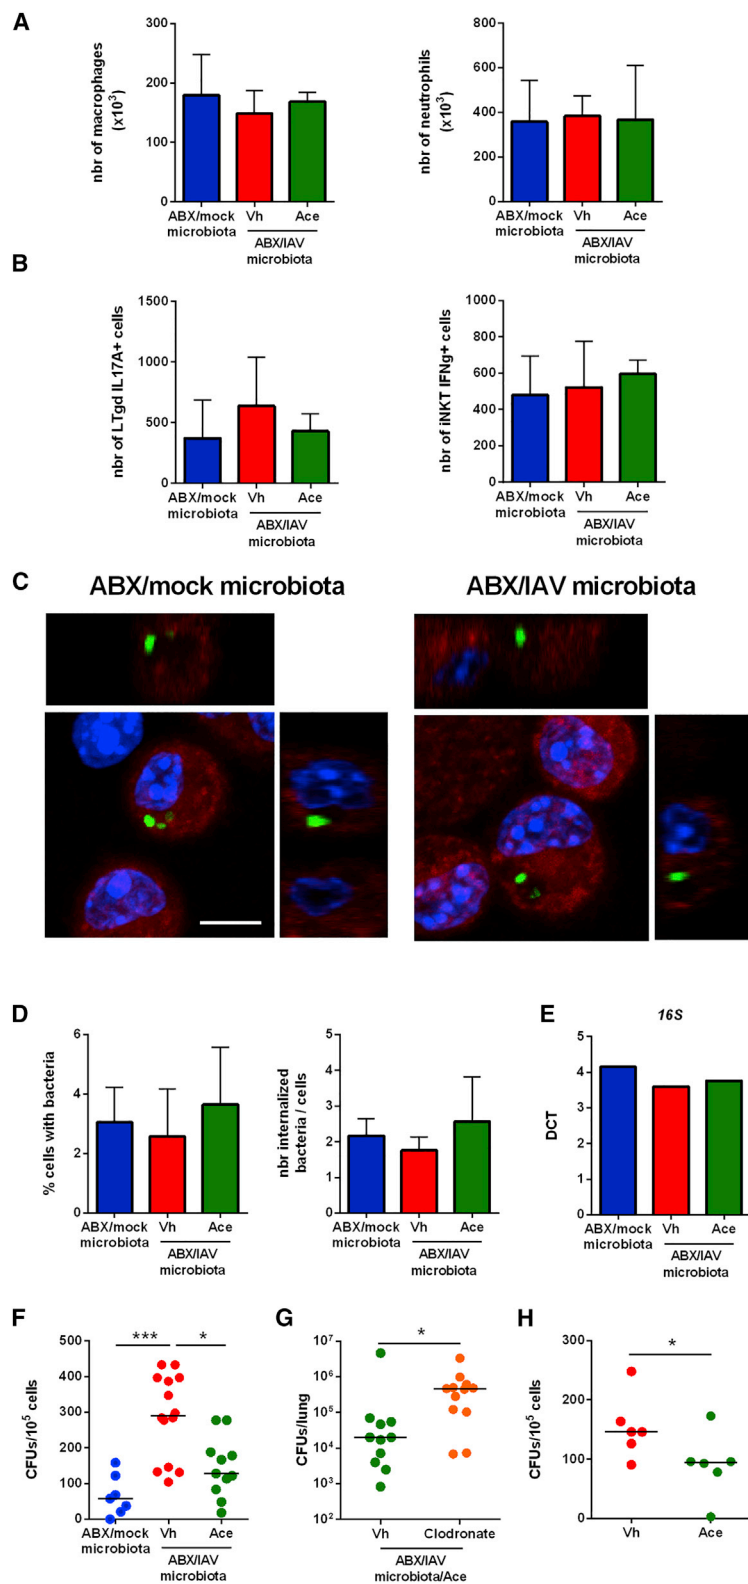 A
300
200
100
0
nbr of macrophages
(x10³)
ABX/mock
microbiota
Vh
Ace
ABX/IAV
microbiota
800
600
400
200
0
nbr of neutrophils
(x10³)
ABX/mock
microbiota
Vh
Ace
ABX/IAV
microbiota
B
1500
1000
500
0
nbr of LTgd IL17A+ cells
ABX/mock
microbiota
Vh
Ace
ABX/IAV
microbiota
1000
800
600
400
200
0
nbr of iNKT IFNg+ cells
ABX/mock
microbiota
Vh
Ace
ABX/IAV
microbiota
C
ABX/mock microbiota
ABX/IAV microbiota
D
6
4
2
0
% cells with bacteria
ABX/mock
microbiota
Vh
Ace
ABX/IAV
microbiota
5
4
3
2
1
0
nbr internalized
bacteria / cells
ABX/mock
microbiota
Vh
Ace
ABX/IAV
microbiota
E
16S
5
4
3
2
1
0
DCT
ABX/mock
microbiota
Vh
Ace
ABX/IAV
microbiota
F
500
400
300
200
100
0
CFUs/10⁵ cells
***
*
ABX/mock
microbiota
Vh
Ace
ABX/IAV
microbiota
G
10⁷
10⁶
10⁵
10⁴
10³
10²
CFUs/lung
*
Vh
Clodronate
ABX/IAV
microbiota/Ace
H
300
200
100
0
CFUs/10⁵ cells
*
Vh
Ace